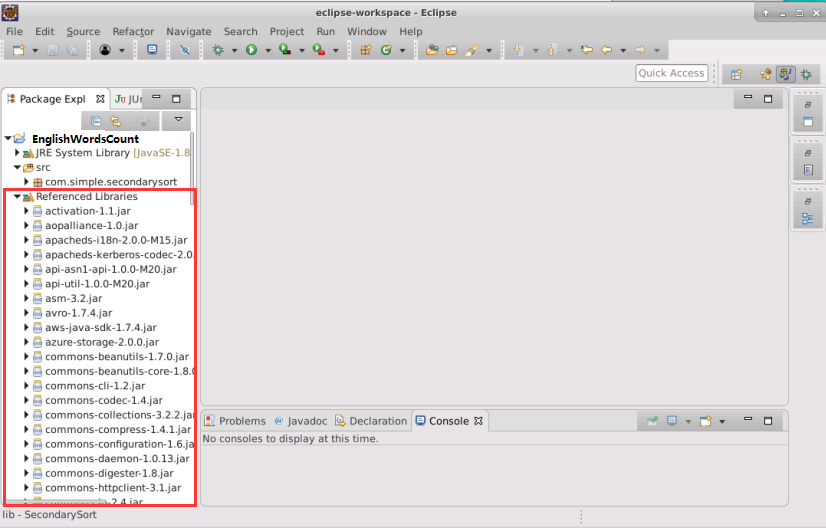 eclipse-workspace - Eclipse
File Edit Source Refactor Navigate Search Project Run Window Help
Quick Access
Package Expl JUr
EnglishWordsCount
JRE System Library [JavaSE-1.8
src
com.simple.secondarysort
Referenced Libraries
activation-1.1.jar
aopalliance-1.0.jar
apacheds-i18n-2.0.0-M15.jar
apacheds-kerberos-codec-2.0.
api-asn1-api-1.0.0-M20.jar
api-util-1.0.0-M20.jar
asm-3.2.jar
avro-1.7.4.jar
aws-java-sdk-1.7.4.jar
azure-storage-2.0.0.jar
commons-beanutils-1.7.0.jar
commons-beanutils-core-1.8.0
commons-cli-1.2.jar
commons-codec-1.4.jar
commons-collections-3.2.2.jar
commons-compress-1.4.1.jar
commons-configuration-1.6.ja
commons-daemon-1.0.13.jar
commons-digester-1.8.jar
commons-httpclient-3.1.jar
Problems Javadoc Declaration Console
No consoles to display at this time.
lib - SecondarySort